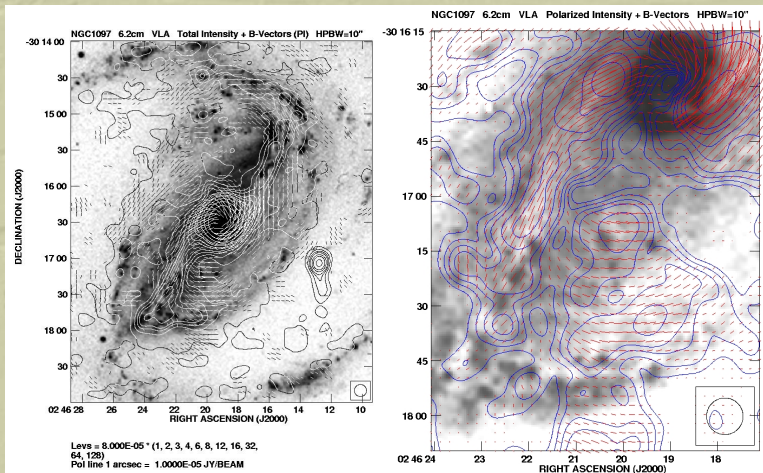 NGC1097 6.2cm VLA Total Intensity + B-Vectors (PI) HPBW=10"
-30 14 00
30
15 00
30
16 00
30
17 00
30
18 00
30
DECLINATION (J2000)
02 46 28 26 24 22 20 18 16 14 12 10
RIGHT ASCENSION (J2000)
Levs = 8.000E-05 * (1, 2, 3, 4, 6, 8, 12, 16, 32,
64, 128)
Pol line 1 arcsec = 1.0000E-05 JY/BEAM
NGC1097 6.2cm VLA Polarized Intensity + B-Vectors HPBW=10"
-30 16 15
30
45
17 00
15
30
45
18 00
02 46 24 23 22 21 20 19 18
RIGHT ASCENSION (J2000)